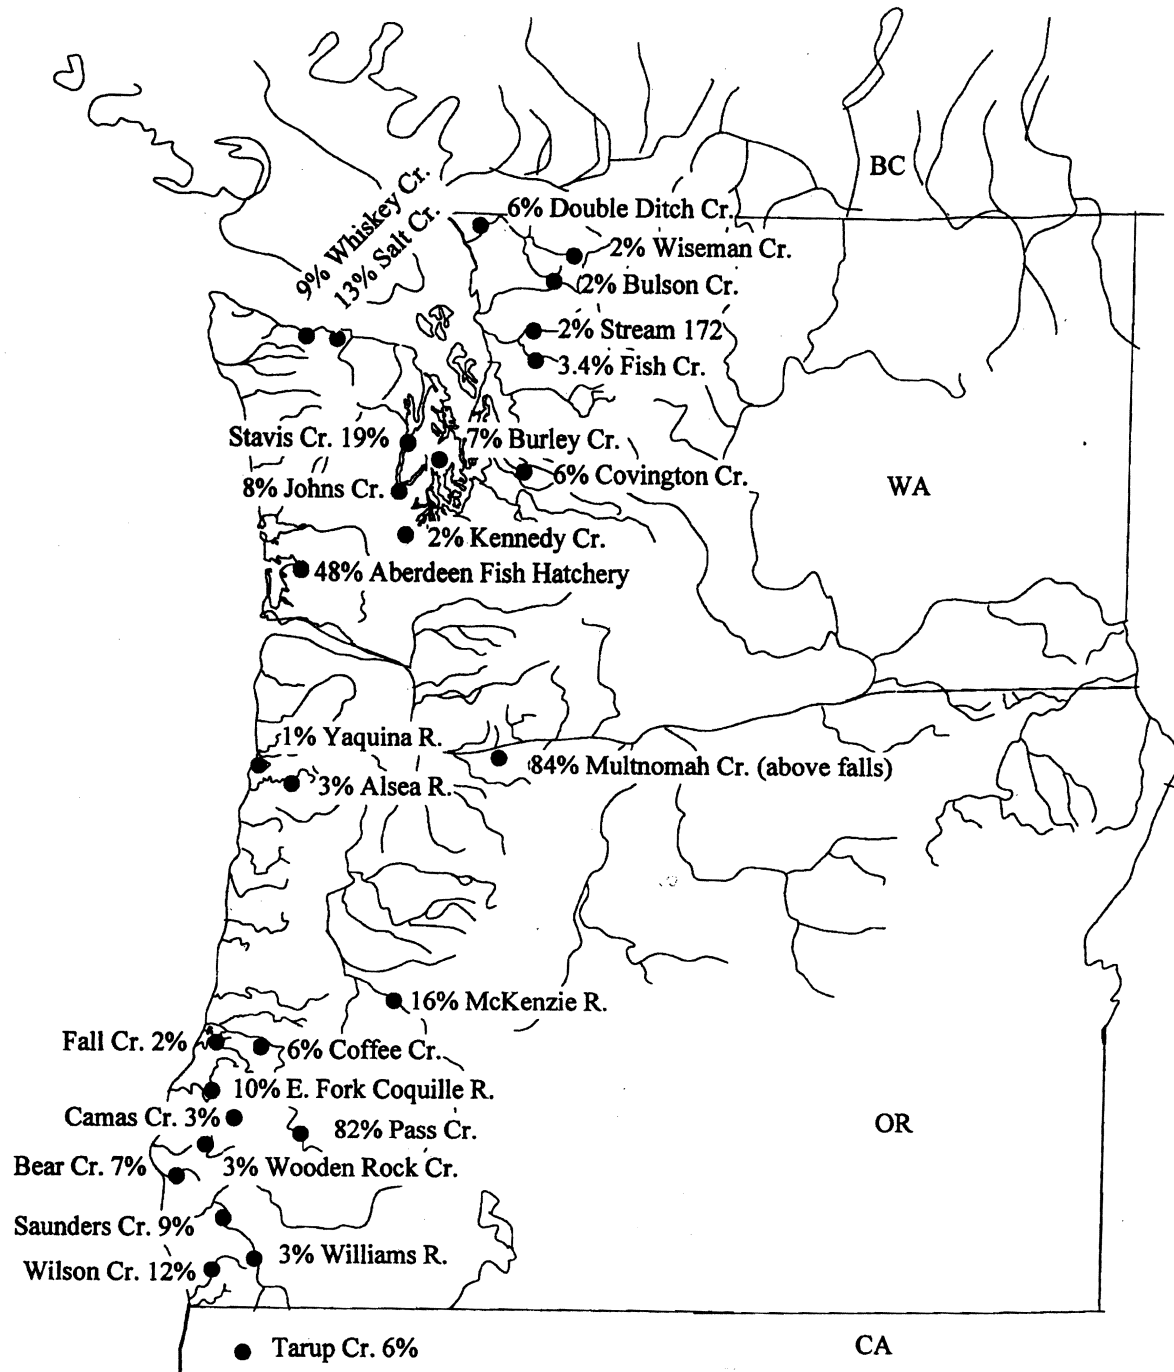 BC
9% Whiskey Cr.
13% Salt Cr.
6% Double Ditch Cr.
2% Wiseman Cr.
2% Bulson Cr.
2% Stream 172
3.4% Fish Cr.
Stavis Cr. 19%
7% Burley Cr.
6% Covington Cr.
WA
8% Johns Cr.
2% Kennedy Cr.
48% Aberdeen Fish Hatchery
1% Yaquina R.
84% Multnomah Cr. (above falls)
3% Alsea R.
16% McKenzie R.
Fall Cr. 2%
6% Coffee Cr.
10% E. Fork Coquille R.
Camas Cr. 3%
82% Pass Cr.
OR
Bear Cr. 7%
3% Wooden Rock Cr.
Saunders Cr. 9%
3% Williams R.
Wilson Cr. 12%
Tarup Cr. 6%
CA